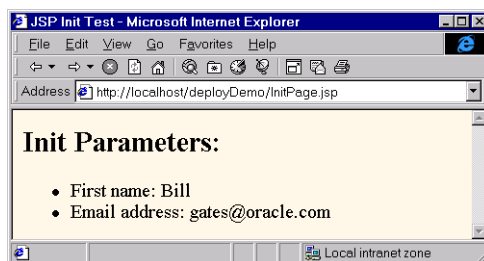 JSP Init Test - Microsoft Internet Explorer
File Edit View Go Favorites Help
Address http://localhost/deployDemo/InitPage.jsp
Init Parameters:
First name: Bill
Email address: gates@oracle.com
Local intranet zone